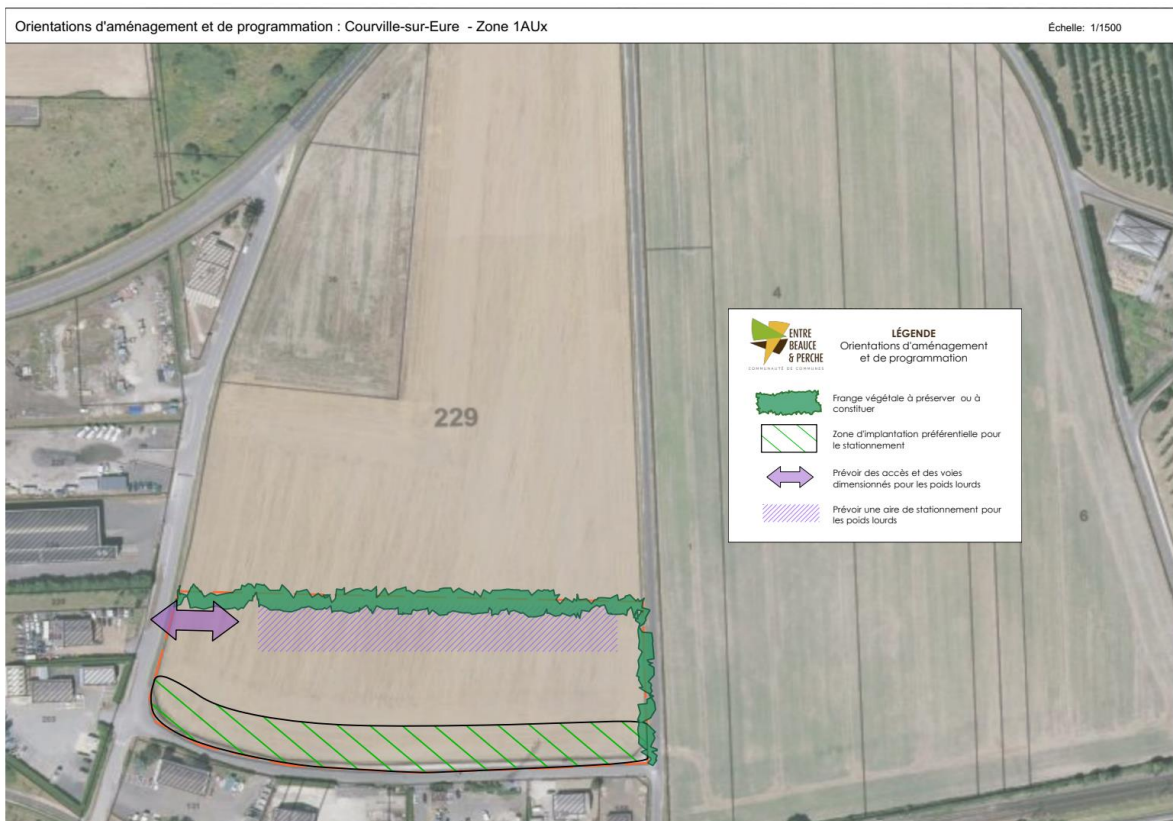 Orientations d'aménagement et de programmation : Courville-sur-Eure - Zone 1AUx
Échelle: 1/1500
229
4
6
1
ENTRE
BEAUCE
& PERCHE
COMMUNAUTÉ DE COMMUNES
LÉGENDE
Orientations d'aménagement
et de programmation
Frange végétale à préserver ou à
constituer
Zone d'implantation préférentielle pour
le stationnement
Prévoir des accès et des voies
dimensionnés pour les poids lourds
Prévoir une aire de stationnement pour
les poids lourds